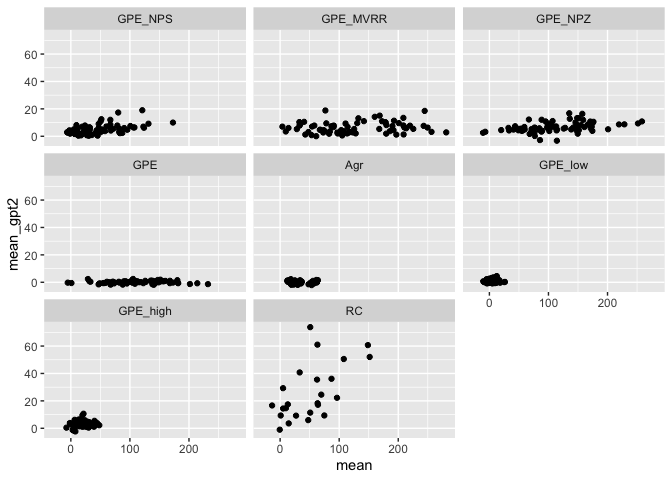 GPE_NPS GPE_MVRR GPE_NPZ
60
40
20
0
GPE Agr GPE_low
60
40
20
0
0 100 200
GPE_high RC
60
40
20
0
0 100 200 0 100 200
mean
mean_gpt2